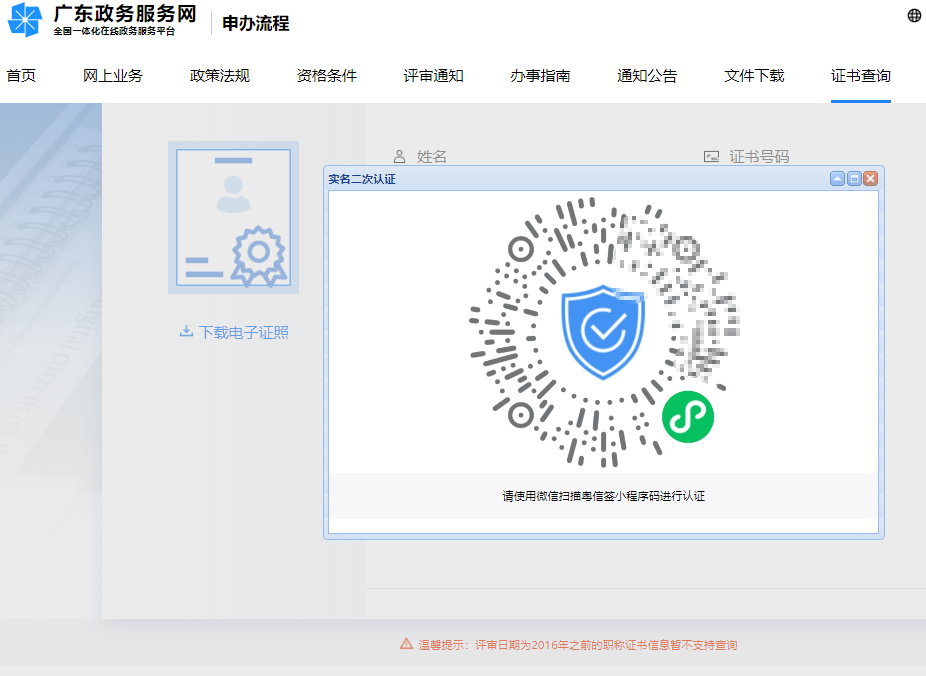 广东政务服务网
全国一体化在线政务服务平台
申办流程
首页 网上业务 政策法规 资格条件 评审通知 办事指南 通知公告 文件下载 证书查询
姓名 证书号码
实名二次认证
下载电子证照
请使用微信扫描粤信签小程序码进行认证
温馨提示：评审日期为2016年之前的职称证书信息暂不支持查询